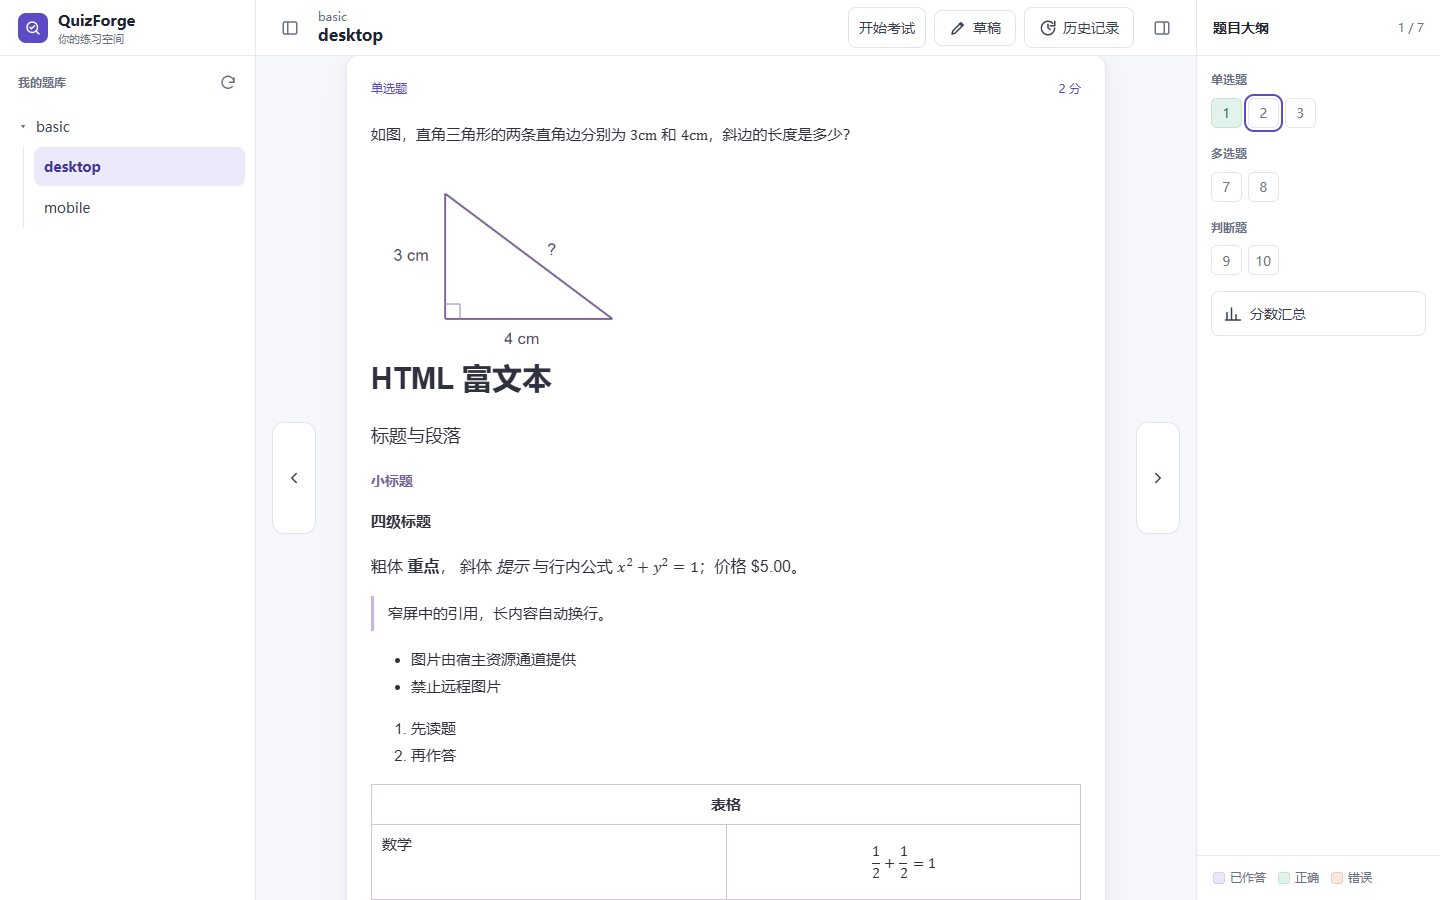 QuizForge
你的练习空间
我的题库
basic
desktop
mobile
basic
desktop
开始考试
草稿
历史记录
单选题
2 分
如图，直角三角形的两条直角边分别为 3cm 和 4cm，斜边的长度是多少？
3 cm
?
4 cm
HTML 富文本
标题与段落
小标题
四级标题
粗体 重点， 斜体 提示 与行内公式 x² + y² = 1；价格 $5.00。
窄屏中的引用，长内容自动换行。
• 图片由宿主资源通道提供
• 禁止远程图片
1. 先读题
2. 再作答
表格
数学
1/2 + 1/2 = 1
题目大纲
1 / 7
单选题
1 2 3
多选题
7 8
判断题
9 10
分数汇总
已作答 正确 错误